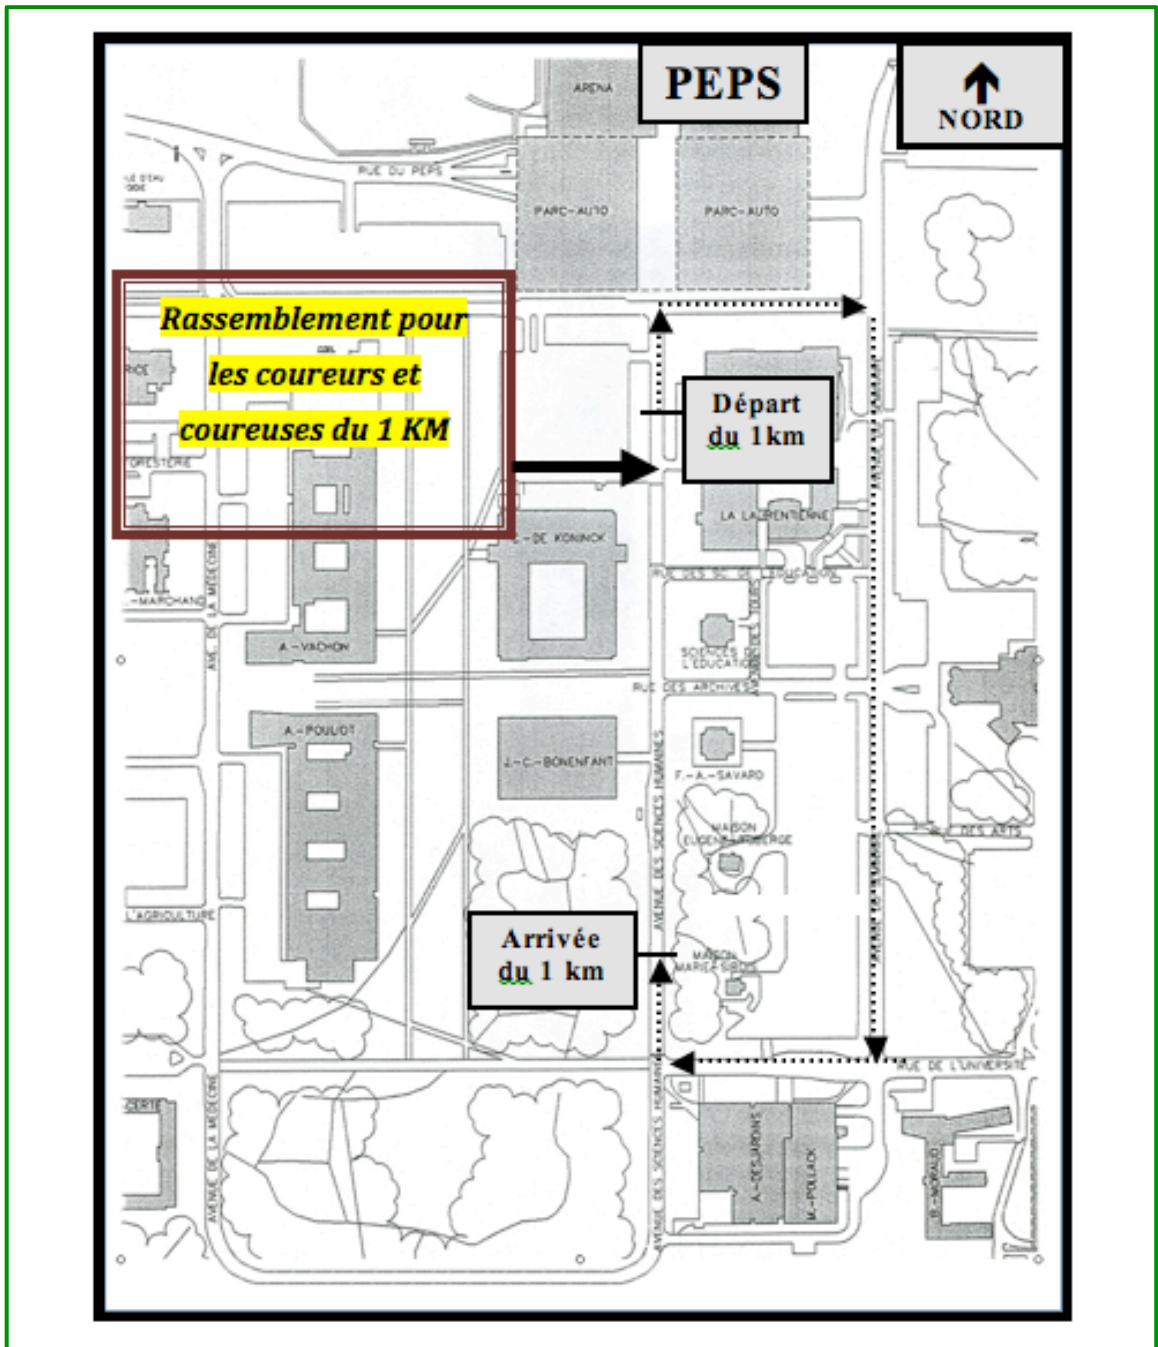 PEPS
NORD
ARENA
RUE DU PEPS
PARC-AUTO
PARC-AUTO
Rassemblement pour
les coureurs et
coureuses du 1 KM
Départ
du 1km
FORESTERIE
LA LAURENTIENNE
C.-DE KONINCK
RUE DES SC. DE L'EDUCATION
AVE. DE LA MEDECINE
A.-VACHON
SCIENCES DE
L'EDUCATION
RUE DES ARCHIVES
A.-POULIOT
J.-C.-BONENFANT
F.-A.-SAVARD
AVENUE DES SCIENCES HUMAINES
MAISON
RUE DES ARTS
L'AGRICULTURE
Arrivée
du 1 km
MAISON
MARIE-SIROIS
RUE DE L'UNIVERSITE
AVENUE DE LA MEDECINE
AVENUE DES SCIENCES HUMAINES
A.-DESJARDINS
M.-POLLACK